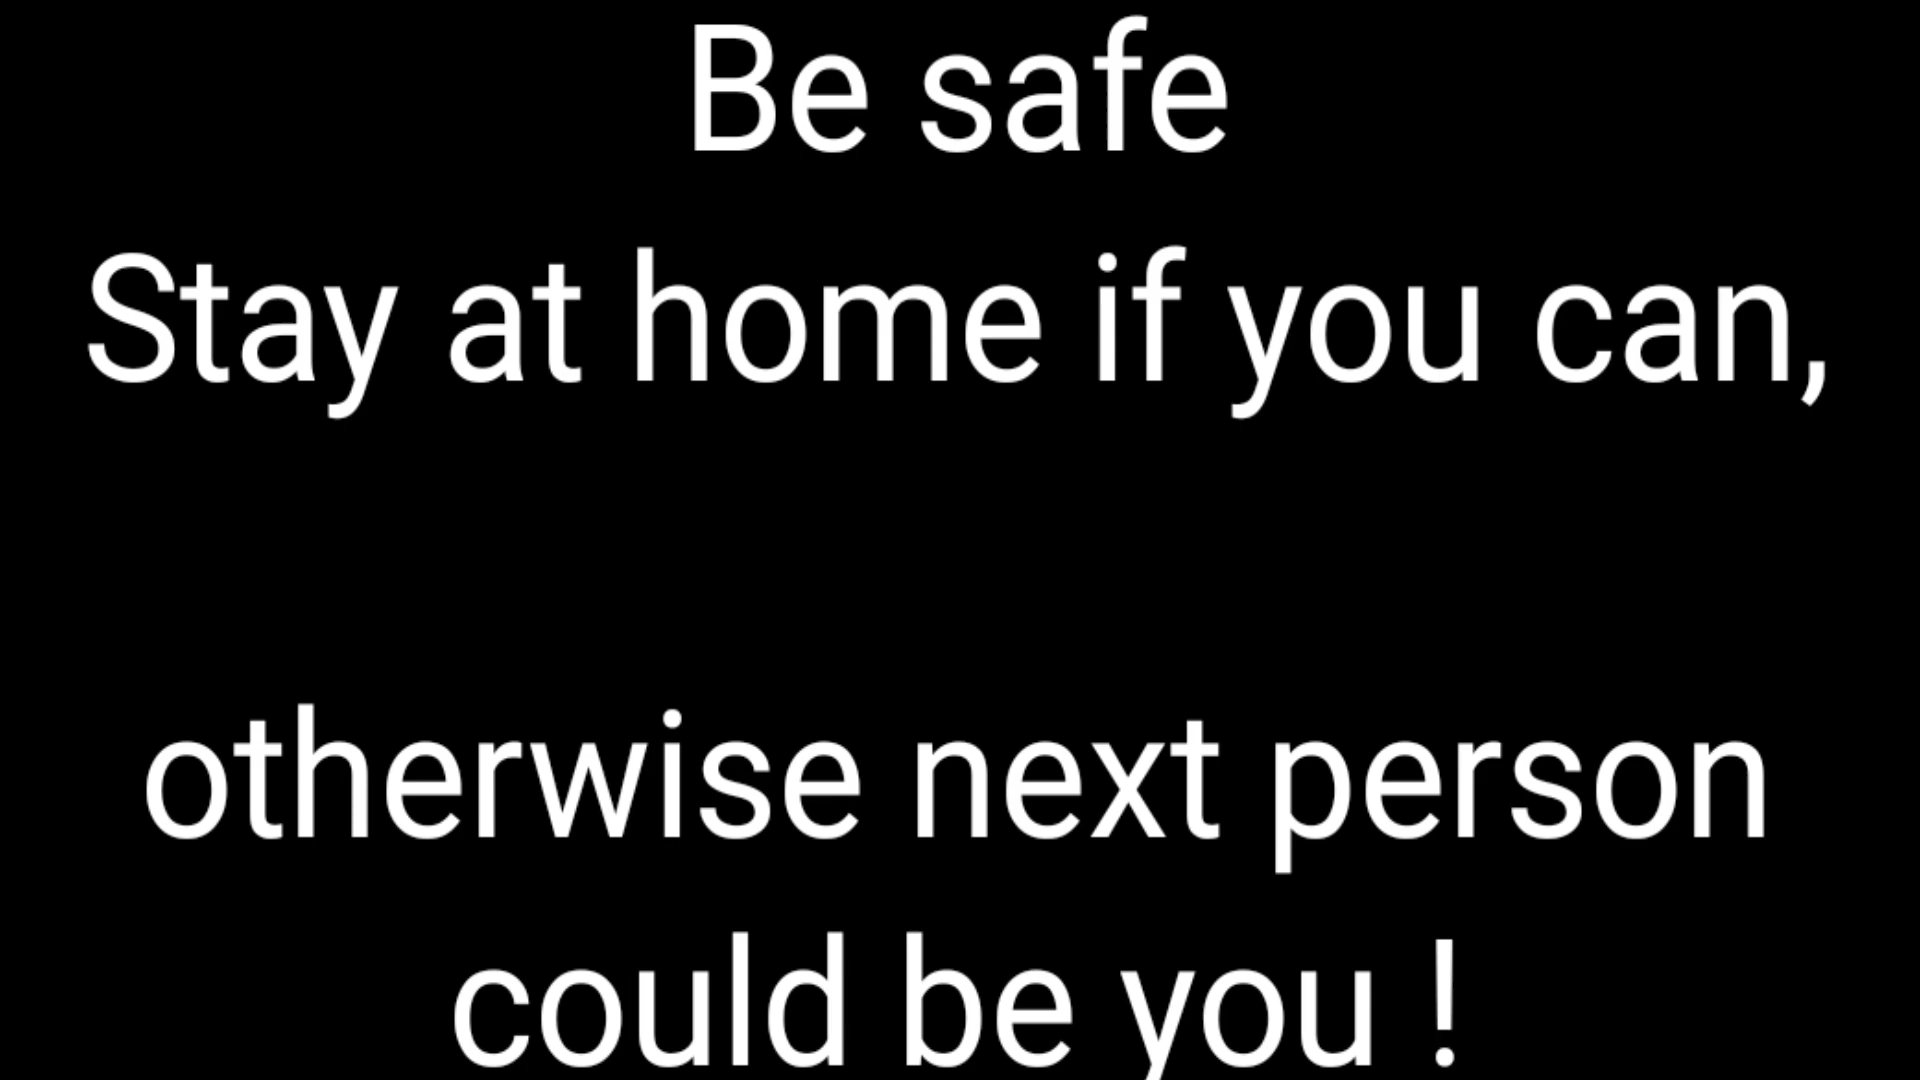 Be safe
Stay at home if you can,
otherwise next person
could be you !